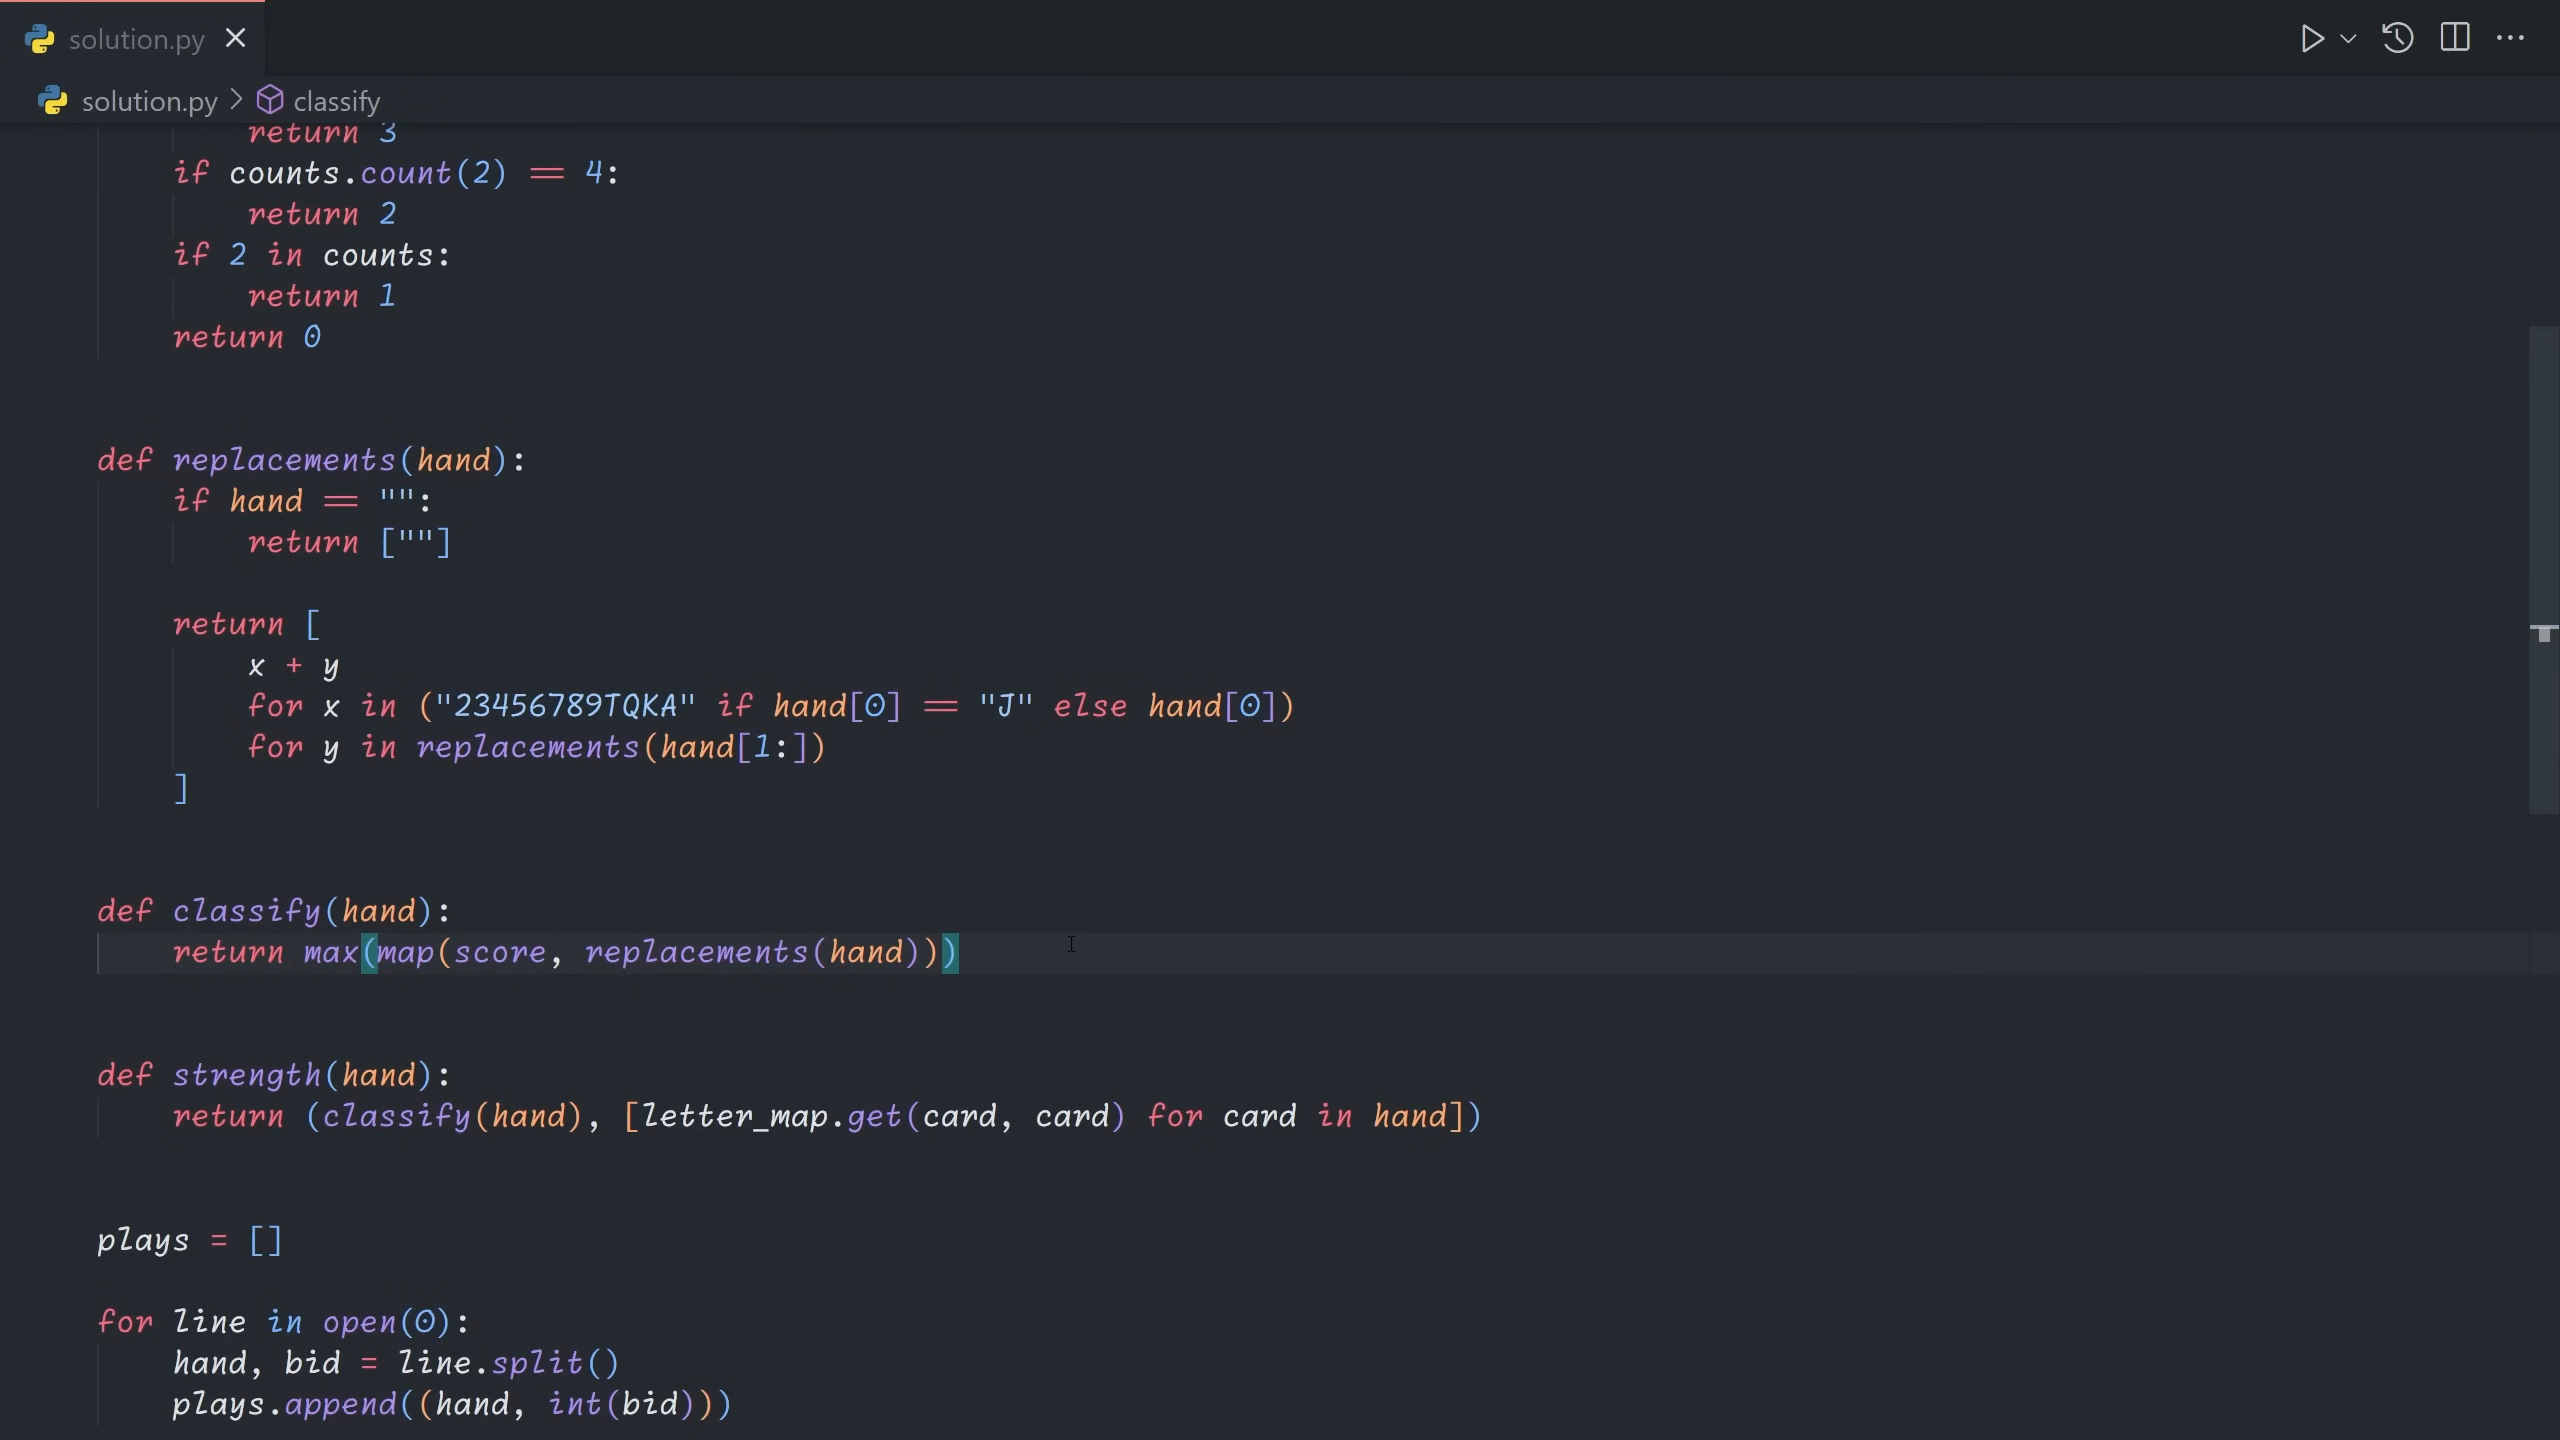 solution.py
solution.py > classify
return 3
if counts.count(2) == 4:
return 2
if 2 in counts:
return 1
return 0
def replacements(hand):
if hand == "":
return [""]
return [
x + y
for x in ("23456789TQKA" if hand[0] == "J" else hand[0])
for y in replacements(hand[1:])
]
def classify(hand):
return max(map(score, replacements(hand)))
def strength(hand):
return (classify(hand), [letter_map.get(card, card) for card in hand])
plays = []
for line in open(0):
hand, bid = line.split()
plays.append((hand, int(bid)))